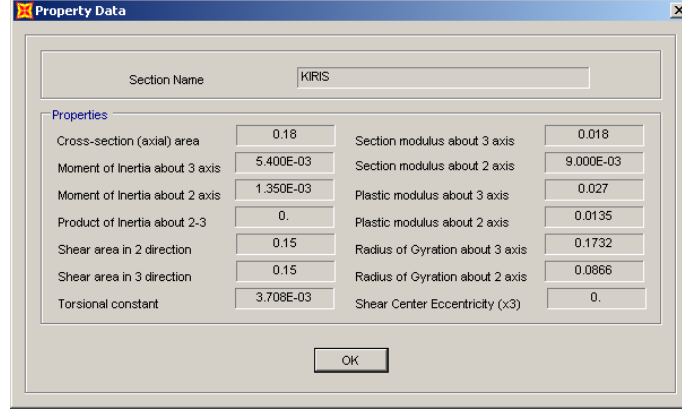 Property Data
Section Name KIRIS
Properties
Cross-section (axial) area 0.18 Section modulus about 3 axis 0.018
Moment of Inertia about 3 axis 5.400E-03 Section modulus about 2 axis 9.000E-03
Moment of Inertia about 2 axis 1.350E-03 Plastic modulus about 3 axis 0.027
Product of Inertia about 2-3 0. Plastic modulus about 2 axis 0.0135
Shear area in 2 direction 0.15 Radius of Gyration about 3 axis 0.1732
Shear area in 3 direction 0.15 Radius of Gyration about 2 axis 0.0866
Torsional constant 3.708E-03 Shear Center Eccentricity (x3) 0.
OK